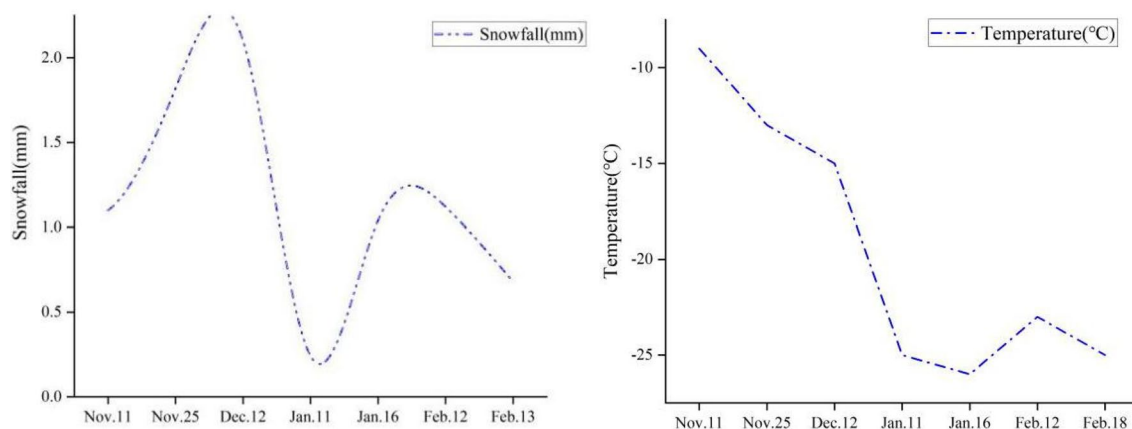 Snowfall(mm)
Snowfall(mm)
2.0
1.5
1.0
0.5
0.0
Nov.11 Nov.25 Dec.12 Jan.11 Jan.16 Feb.12 Feb.13
Temperature(°C)
Temperature(°C)
-10
-15
-20
-25
Nov.11 Nov.25 Dec.12 Jan.11 Jan.16 Feb.12 Feb.18